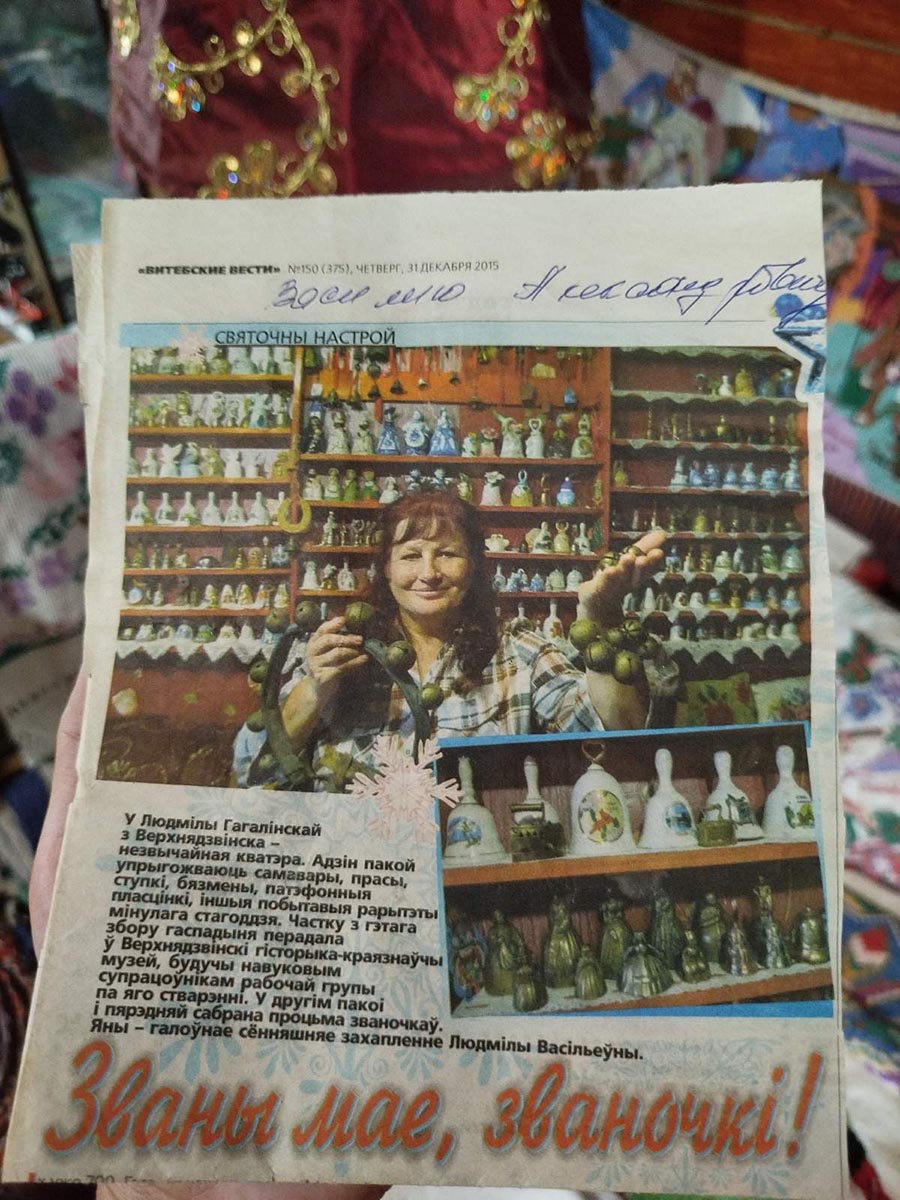 «ВИТЕБСКИЕ ВЕСТИ» №150 (375), ЧЕТВЕРГ, 31 ДЕКАБРЯ 2015
СВЯТОЧНЫ НАСТРОЙ
У Людмілы Гагалінскай
з Верхнядзвінска –
незвычайная кватэра. Адзін пакой
упрыгожваюць самавары, прасы,
ступкі, бязмены, патэфонныя
пласцінкі, іншыя побытавыя рарытэты
мінулага стагоддзя. Частку з гэтага
збору гаспадыня перадала
ў Верхнядзвінскі гісторыка-краязнаўчы
музей, будучы навуковым
супрацоўнікам рабочай групы
па яго стварэнні. У другім пакоі
і пярэдняй сабрана процьма званочкаў.
Яны – галоўнае сённяшняе захапленне Людмілы Васільеўны.
Званы мае, званочкі!